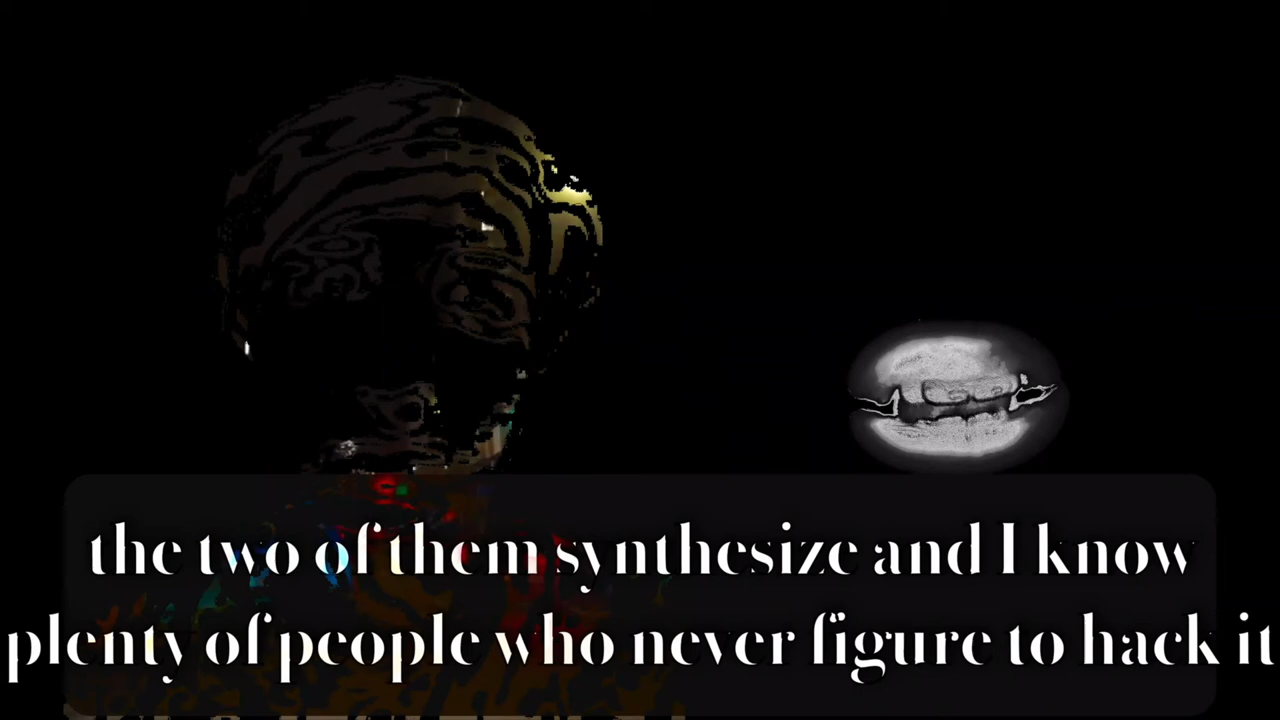 the two of them synthesize and I know
plenty of people who never figure to hack it